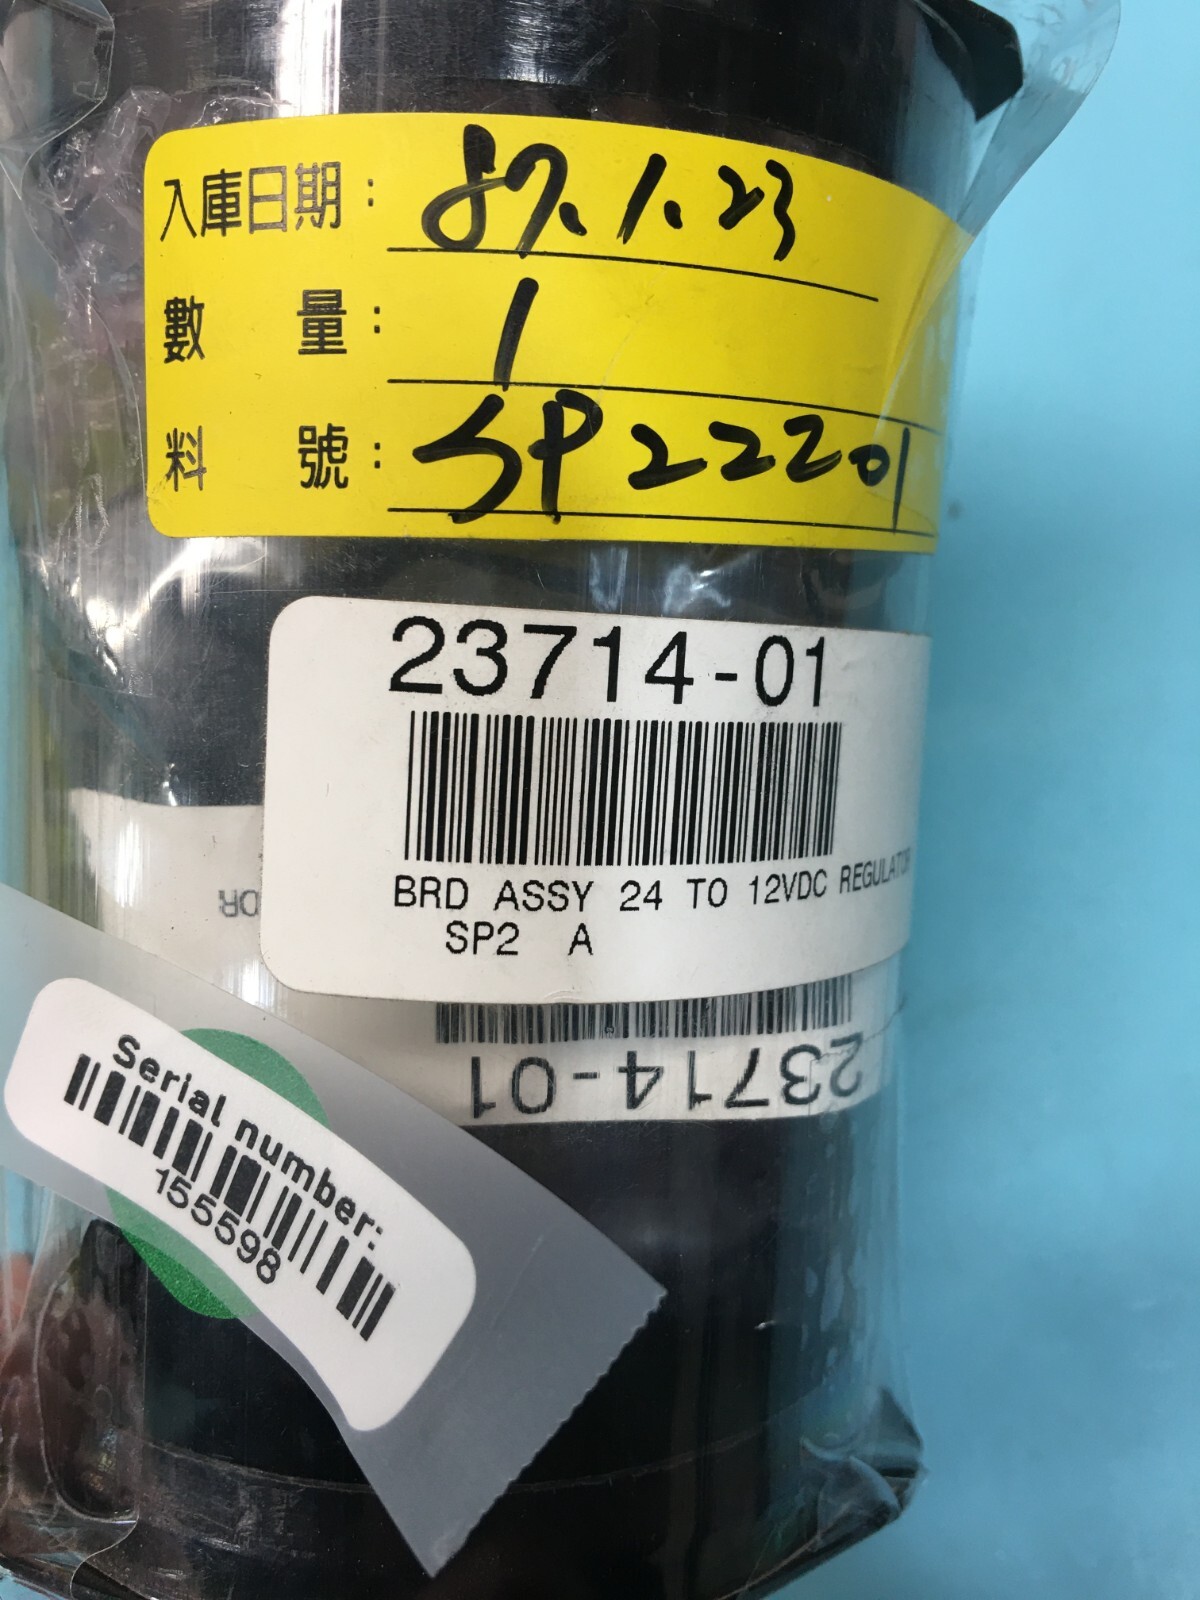 入庫日期： 87.1.23
數量： 1
料號： SP22201
23714-01
BRD ASSY 24 TO 12VDC REGULATOR
SP2 A
OR
23714-01
Serial number:
155598